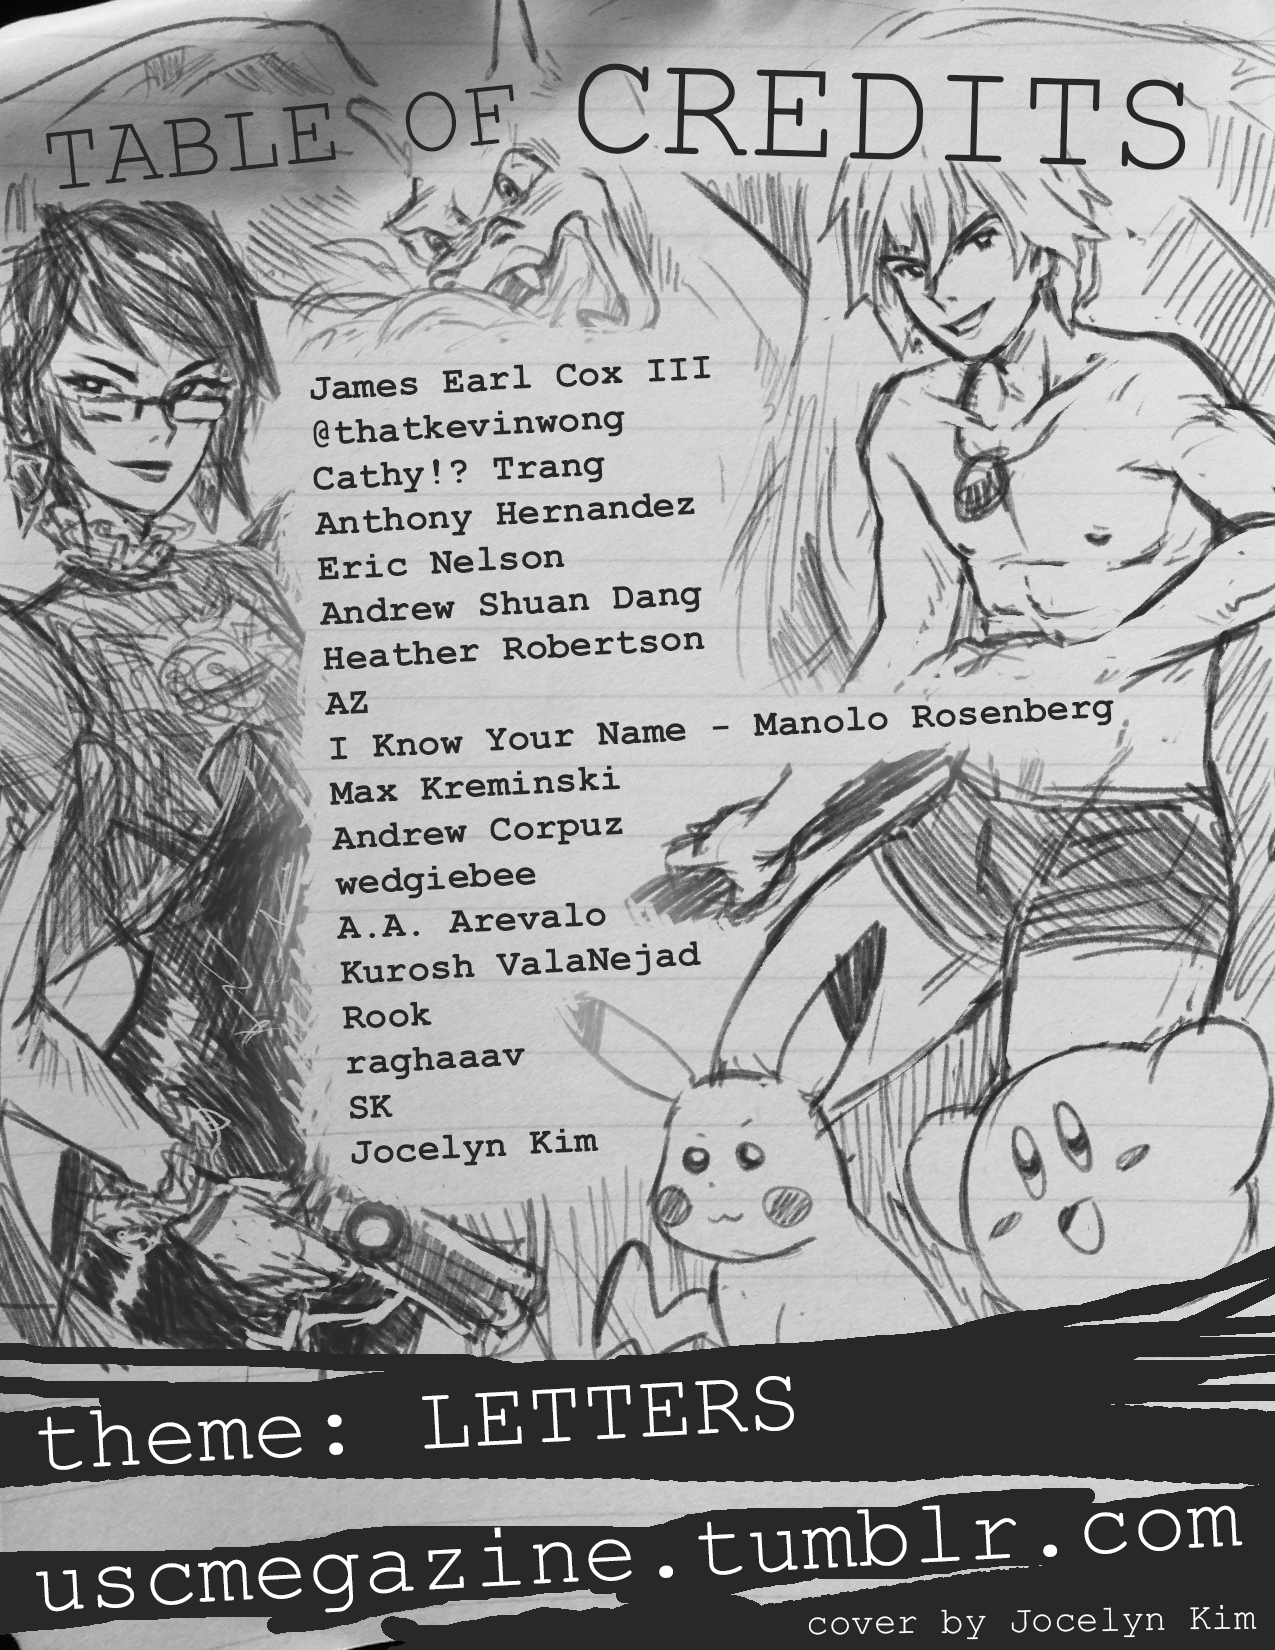 TABLE OF CREDITS
James Earl Cox III
@thatkevinwong
Cathy!? Trang
Anthony Hernandez
Eric Nelson
Andrew Shuan Dang
Heather Robertson
AZ
I Know Your Name - Manolo Rosenberg
Max Kreminski
Andrew Corpuz
wedgiebee
A.A. Arevalo
Kurosh ValaNejad
Rook
raghaaav
SK
Jocelyn Kim
theme: LETTERS
uscmegazine.tumblr.com
cover by Jocelyn Kim